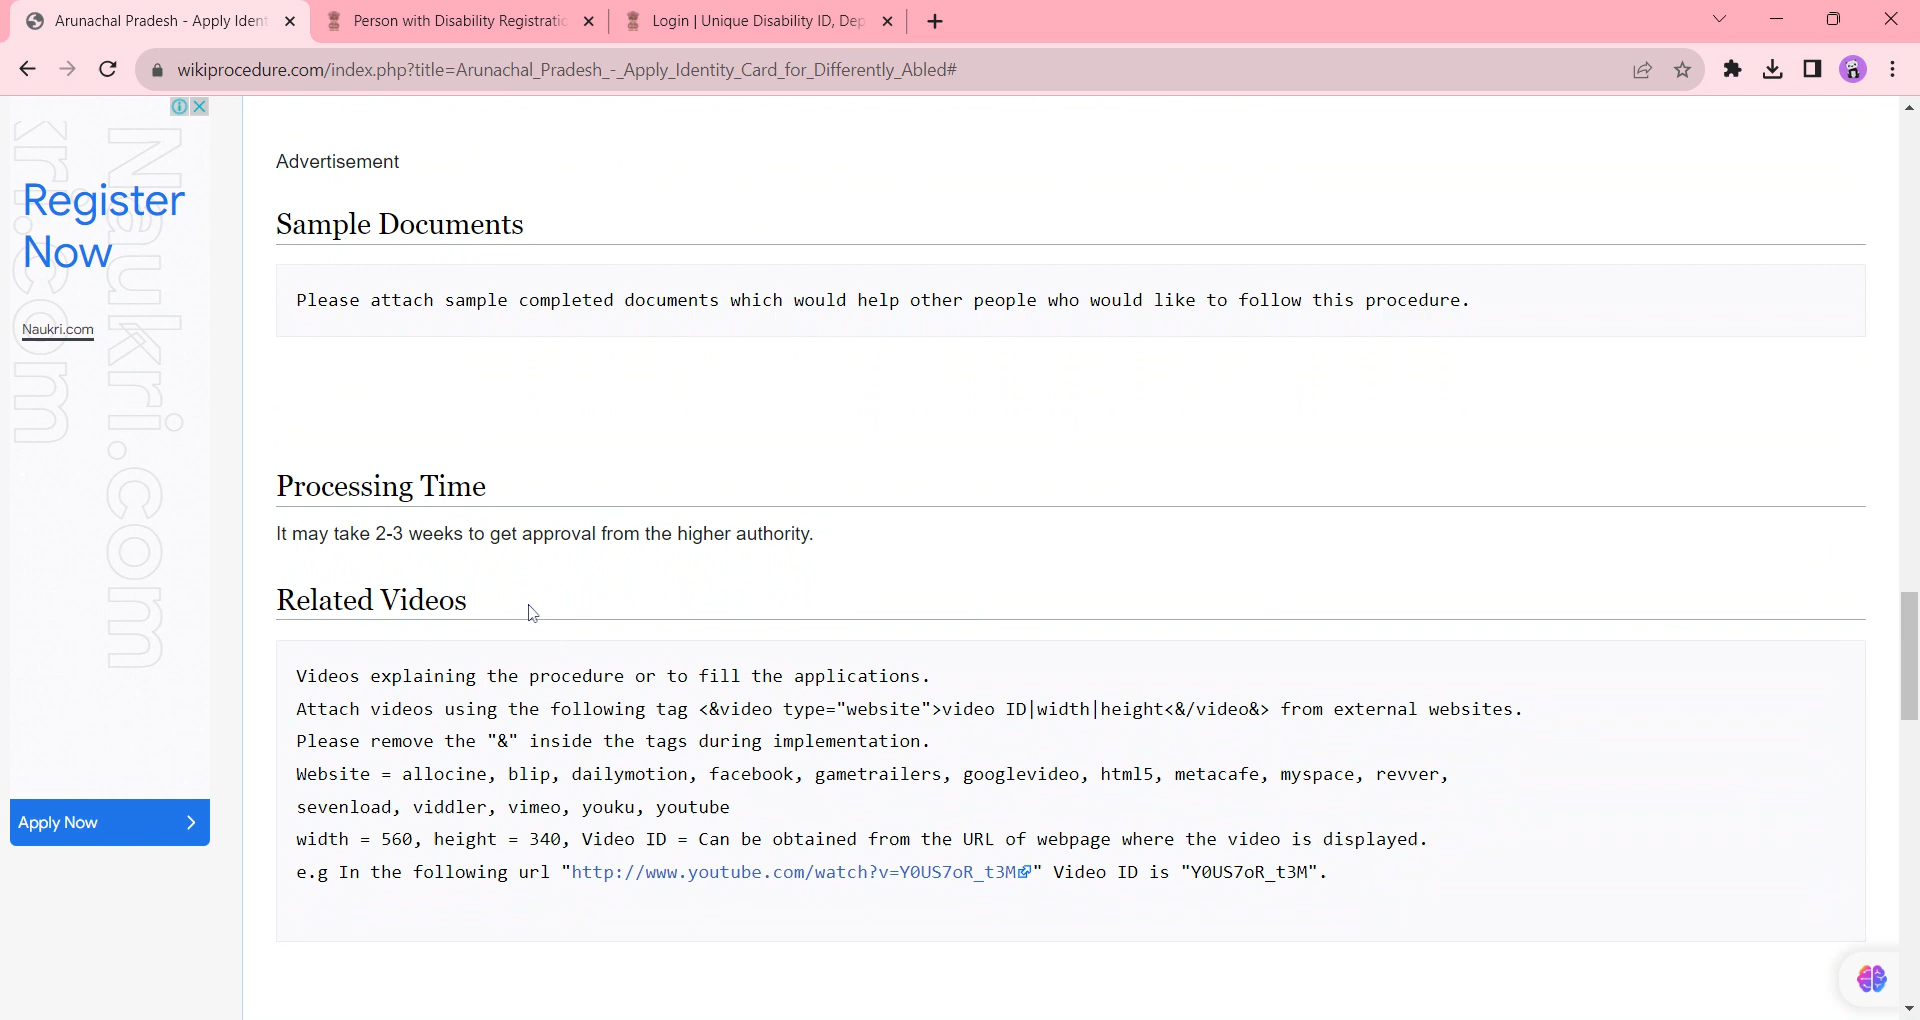 Arunachal Pradesh - Apply Ident
Person with Disability Registratio
Login | Unique Disability ID, Dep
wikiprocedure.com/index.php?title=Arunachal_Pradesh_-_Apply_Identity_Card_for_Differently_Abled#
Register
Now
Naukri.com
Naukri.com
kri.com
Apply Now
Advertisement
Sample Documents
Please attach sample completed documents which would help other people who would like to follow this procedure.
Processing Time
It may take 2-3 weeks to get approval from the higher authority.
Related Videos
Videos explaining the procedure or to fill the applications.
Attach videos using the following tag <&video type="website">video ID|width|height<&/video&> from external websites.
Please remove the "&" inside the tags during implementation.
Website = allocine, blip, dailymotion, facebook, gametrailers, googlevideo, html5, metacafe, myspace, revver,
sevenload, viddler, vimeo, youku, youtube
width = 560, height = 340, Video ID = Can be obtained from the URL of webpage where the video is displayed.
e.g In the following url "http://www.youtube.com/watch?v=Y0US7oR_t3M" Video ID is "Y0US7oR_t3M".